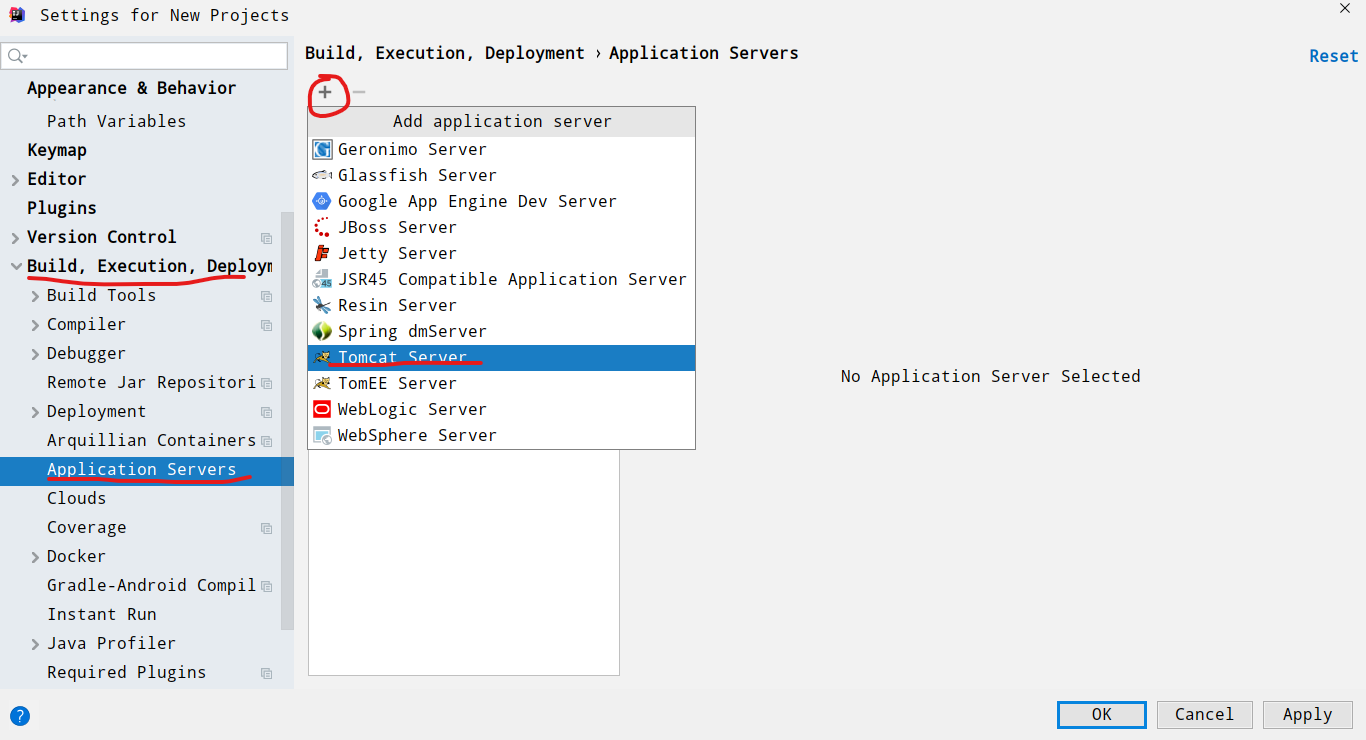 Settings for New Projects
Build, Execution, Deployment › Application Servers
Reset
Appearance & Behavior
Path Variables
Keymap
Editor
Plugins
Version Control
Build, Execution, Deploym
Build Tools
Compiler
Debugger
Remote Jar Repositori
Deployment
Arquillian Containers
Application Servers
Clouds
Coverage
Docker
Gradle-Android Compil
Instant Run
Java Profiler
Required Plugins
+
−
Add application server
Geronimo Server
Glassfish Server
Google App Engine Dev Server
JBoss Server
Jetty Server
JSR45 Compatible Application Server
Resin Server
Spring dmServer
Tomcat Server
TomEE Server
WebLogic Server
WebSphere Server
No Application Server Selected
?
OK
Cancel
Apply